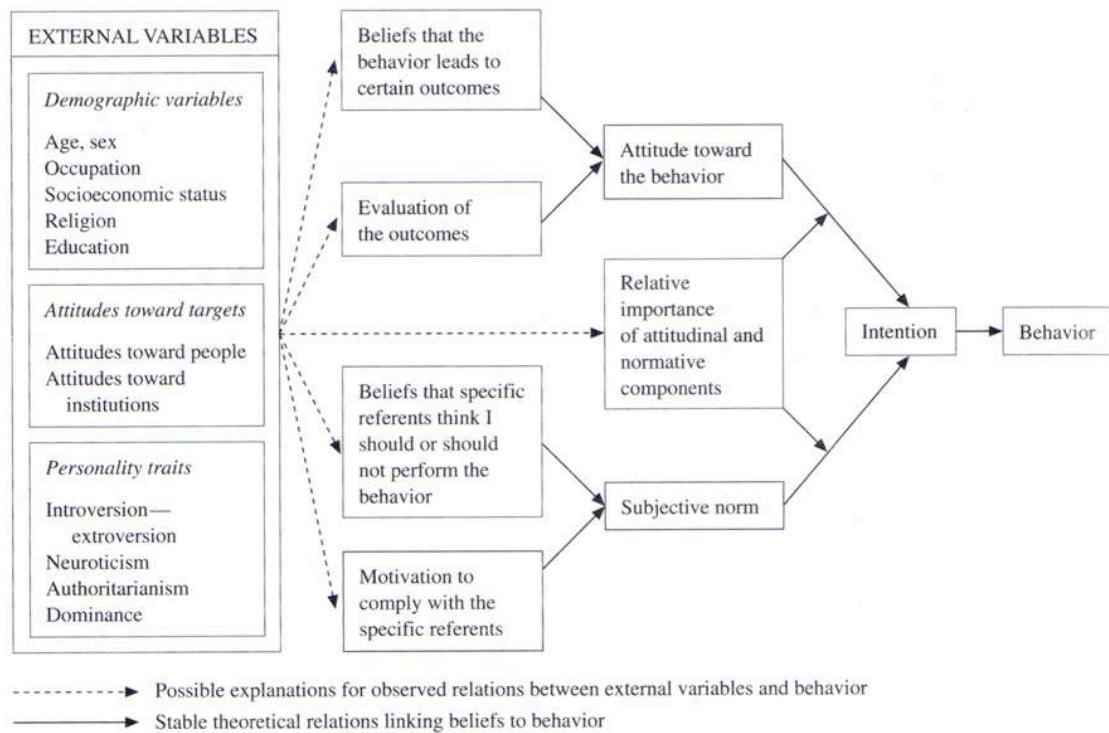 EXTERNAL VARIABLES
Demographic variables
Age, sex
Occupation
Socioeconomic status
Religion
Education
Attitudes toward targets
Attitudes toward people
Attitudes toward
institutions
Personality traits
Introversion—
extroversion
Neuroticism
Authoritarianism
Dominance
Beliefs that the
behavior leads to
certain outcomes
Evaluation of
the outcomes
Beliefs that specific
referents think I
should or should
not perform the
behavior
Motivation to
comply with the
specific referents
Attitude toward
the behavior
Relative
importance
of attitudinal and
normative
components
Subjective norm
Intention
Behavior
Possible explanations for observed relations between external variables and behavior
Stable theoretical relations linking beliefs to behavior